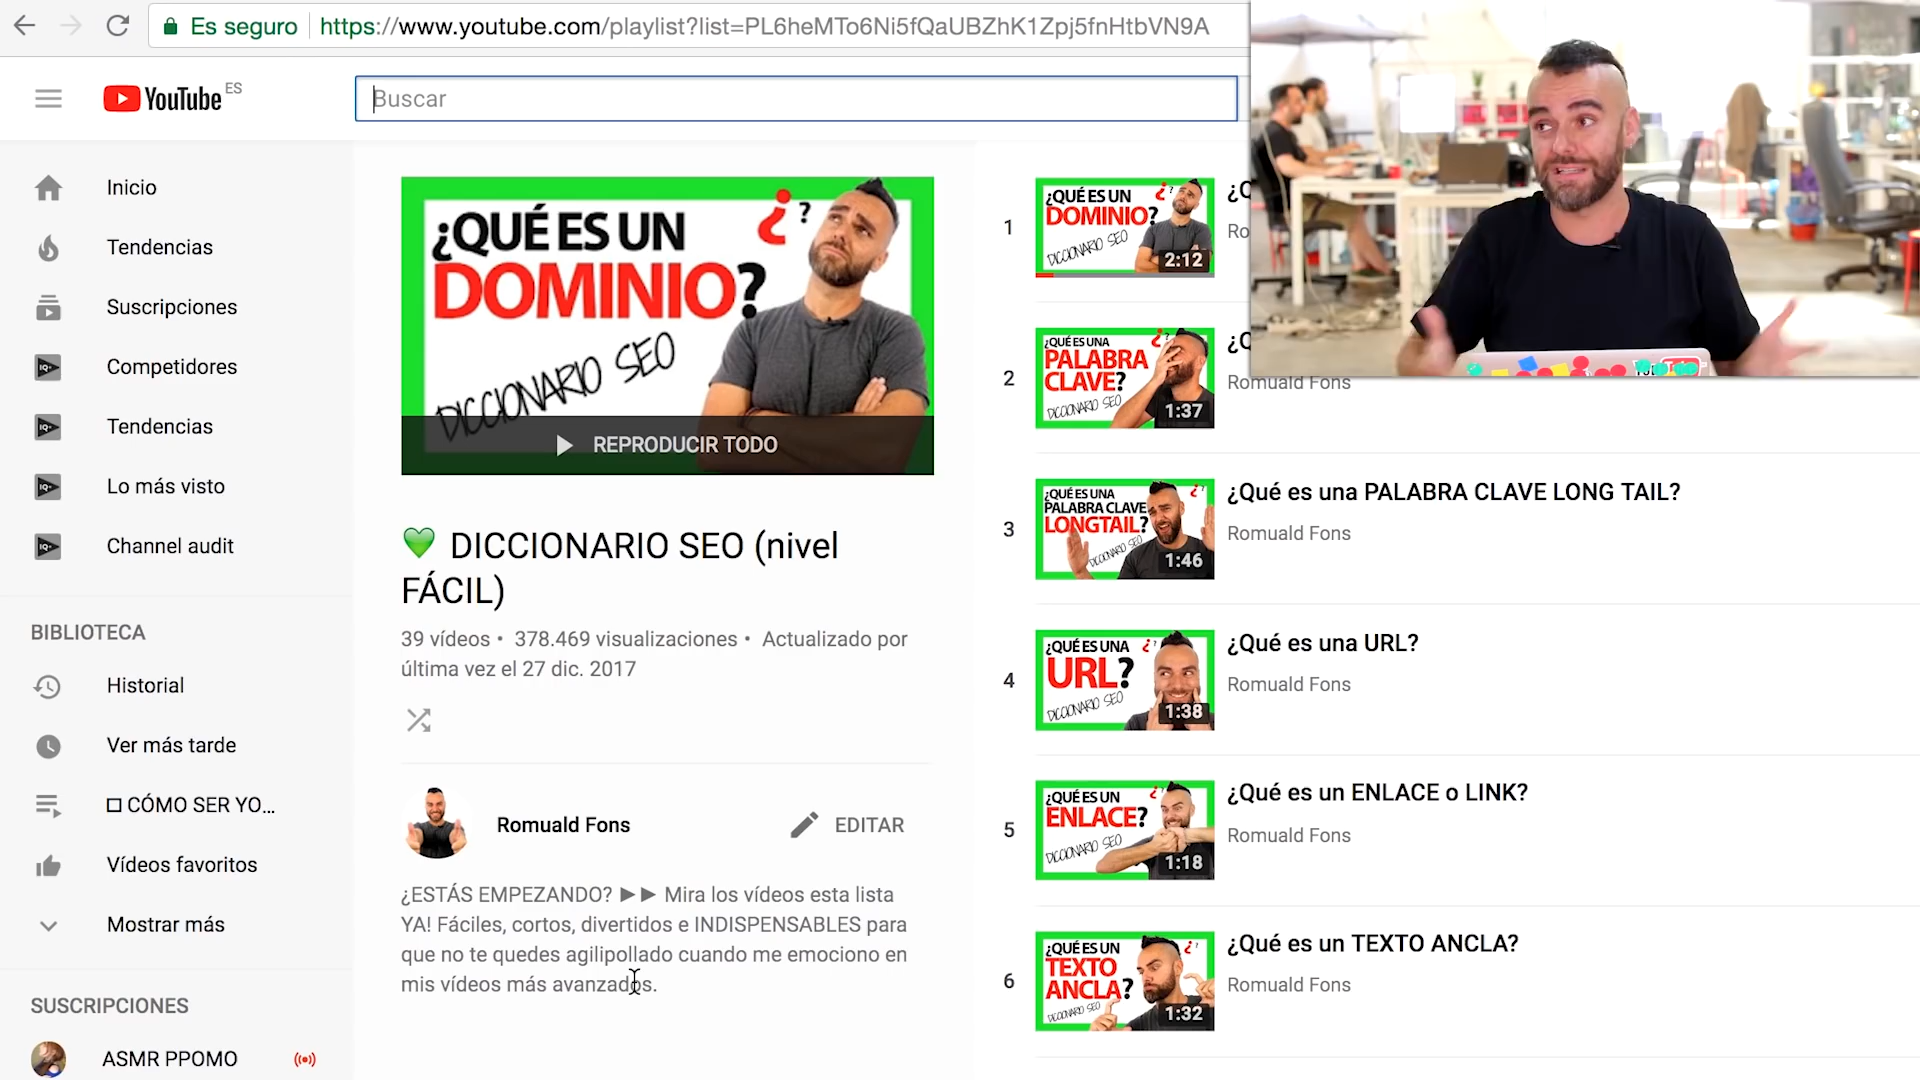 Es seguro
https://www.youtube.com/playlist?list=PL6heMTo6Ni5fQaUBZhK1Zpj5fnHtbVN9A
YouTube ES
Buscar
Inicio
Tendencias
Suscripciones
Competidores
Tendencias
Lo más visto
Channel audit
BIBLIOTECA
Historial
Ver más tarde
CÓMO SER YO...
Vídeos favoritos
Mostrar más
SUSCRIPCIONES
ASMR PPOMO
¿QUÉ ES UN
DOMINIO?
¿?
DICCIONARIO SEO
REPRODUCIR TODO
DICCIONARIO SEO (nivel
FÁCIL)
39 vídeos • 378.469 visualizaciones • Actualizado por
última vez el 27 dic. 2017
Romuald Fons
EDITAR
¿ESTÁS EMPEZANDO? ►► Mira los vídeos esta lista
YA! Fáciles, cortos, divertidos e INDISPENSABLES para
que no te quedes agilipollado cuando me emociono en
mis vídeos más avanzados.
1
¿QUÉ ES UN
DOMINIO?
¿?
DICCIONARIO SEO
2:12
¿Q
Ro
2
¿QUÉ ES UNA
PALABRA
CLAVE?
¿?
DICCIONARIO SEO
1:37
¿Q
Romuald Fons
3
¿QUÉ ES UNA
PALABRA CLAVE
LONGTAIL?
¿?
DICCIONARIO SEO
1:46
¿Qué es una PALABRA CLAVE LONG TAIL?
Romuald Fons
4
¿QUÉ ES UNA
URL?
¿?
DICCIONARIO SEO
1:38
¿Qué es una URL?
Romuald Fons
5
¿QUÉ ES UN
ENLACE?
¿?
DICCIONARIO SEO
1:18
¿Qué es un ENLACE o LINK?
Romuald Fons
6
¿QUÉ ES UN
TEXTO
ANCLA?
¿?
DICCIONARIO SEO
1:32
¿Qué es un TEXTO ANCLA?
Romuald Fons